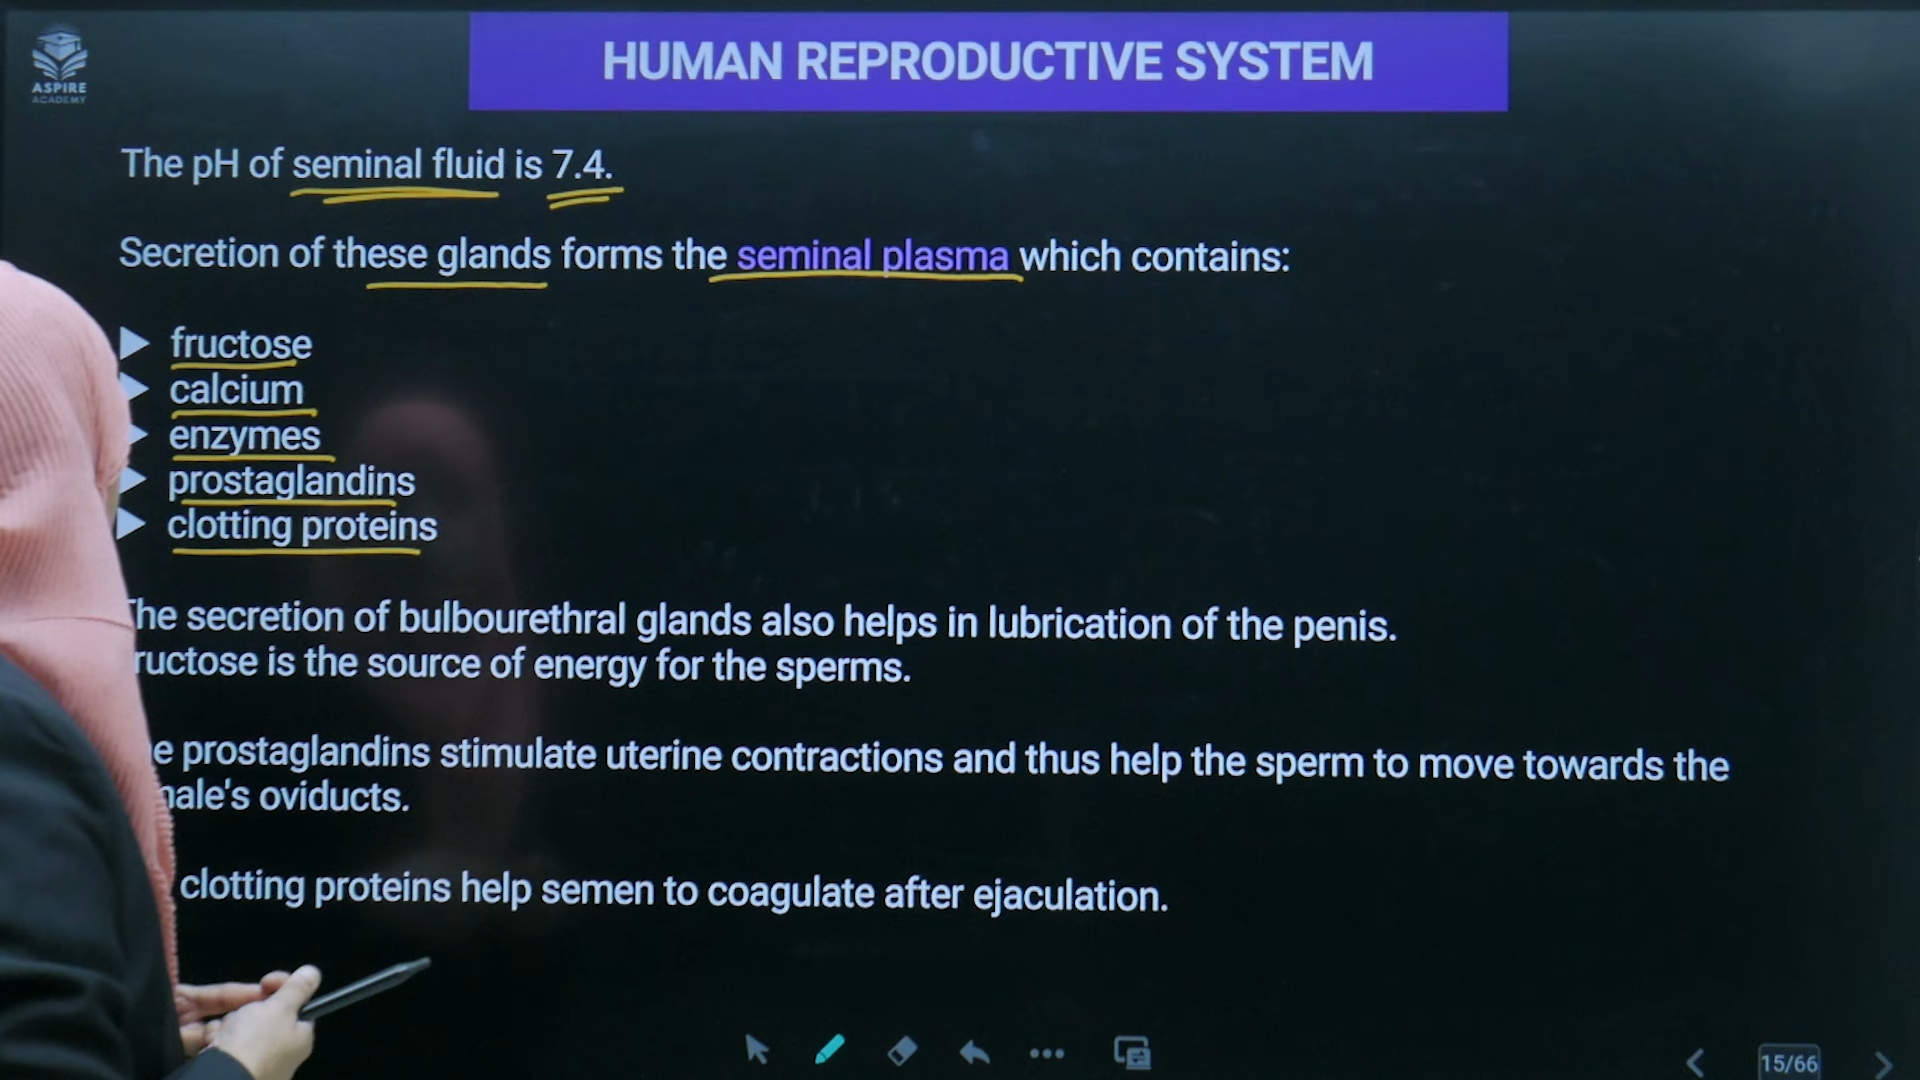 ASPIRE
ACADEMY
HUMAN REPRODUCTIVE SYSTEM
The pH of seminal fluid is 7.4.
Secretion of these glands forms the seminal plasma which contains:
fructose
calcium
enzymes
prostaglandins
clotting proteins
The secretion of bulbourethral glands also helps in lubrication of the penis.
ructose is the source of energy for the sperms.
e prostaglandins stimulate uterine contractions and thus help the sperm to move towards the
male's oviducts.
clotting proteins help semen to coagulate after ejaculation.
15/66